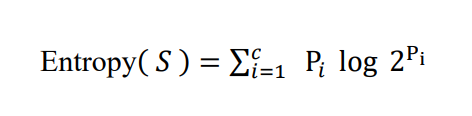 Entropy( S ) = ∑ᶜᵢ₌₁ Pᵢ log 2^Pᵢ